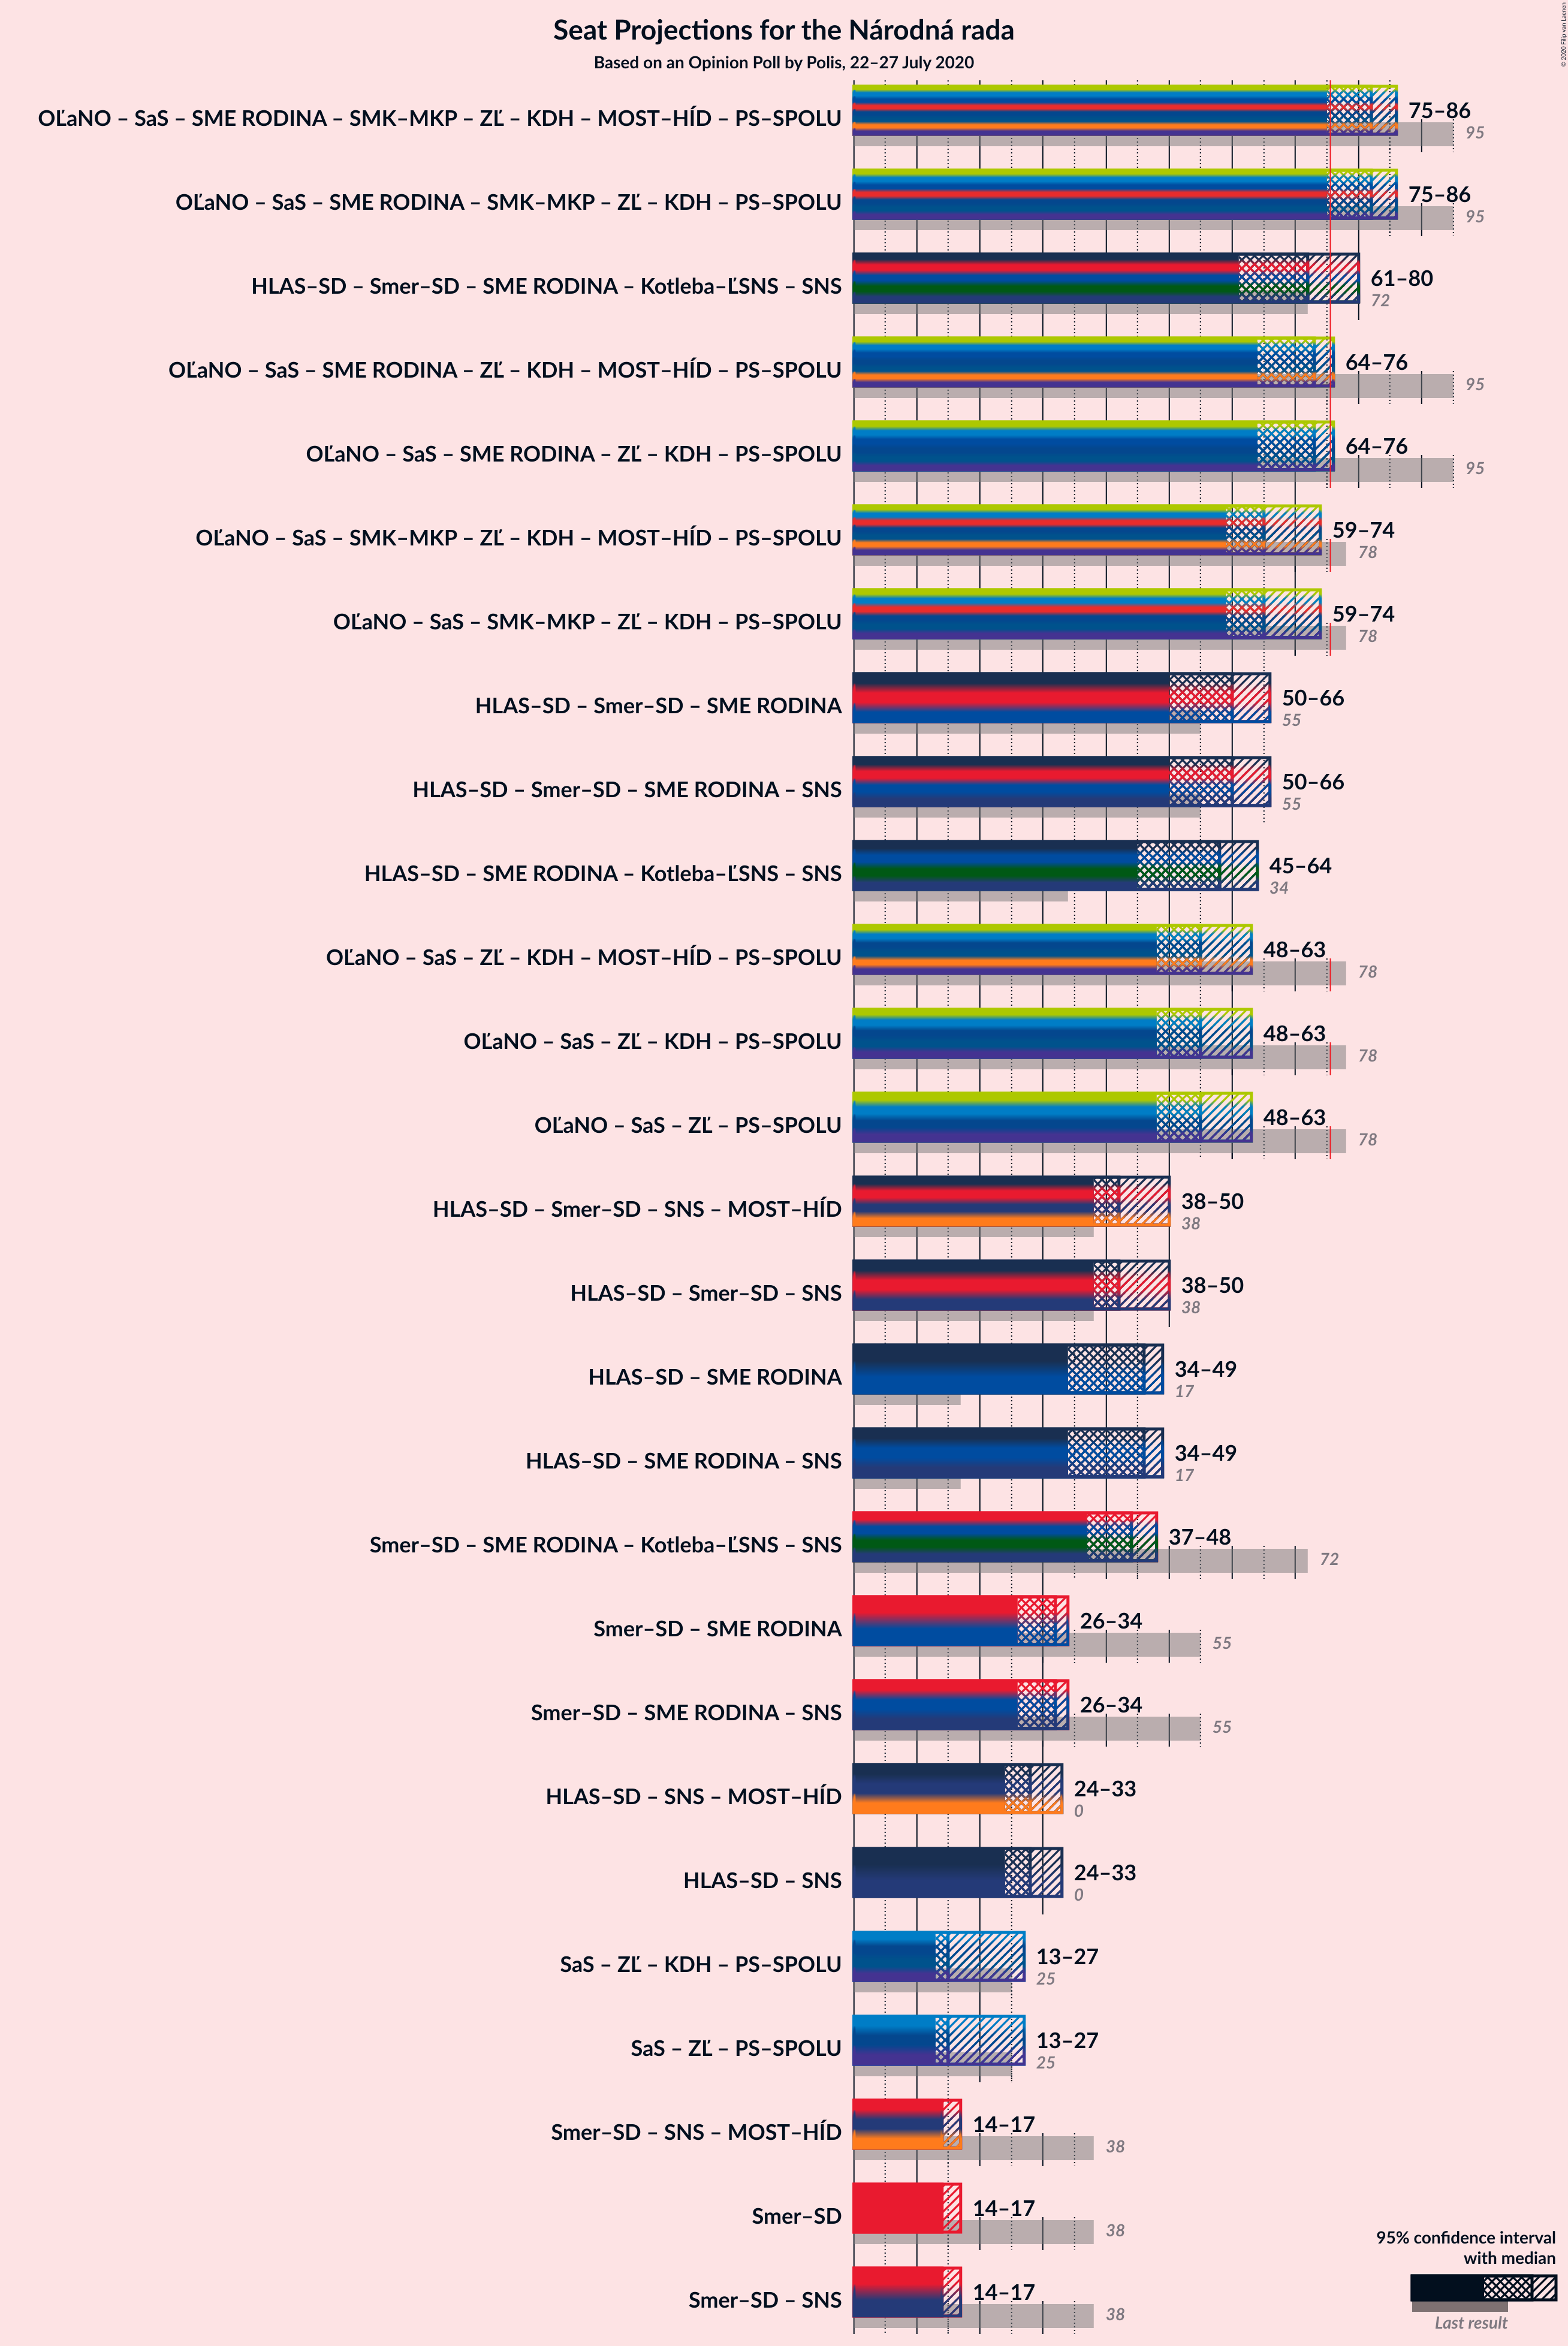 Seat Projections for the Národná rada
Based on an Opinion Poll by Polis, 22–27 July 2020
© 2020 Filip van Laenen
OĽaNO – SaS – SME RODINA – SMK–MKP – ZĽ – KDH – MOST–HÍD – PS–SPOLU
75–86
95
OĽaNO – SaS – SME RODINA – SMK–MKP – ZĽ – KDH – PS–SPOLU
75–86
95
HLAS–SD – Smer–SD – SME RODINA – Kotleba–ĽSNS – SNS
61–80
72
OĽaNO – SaS – SME RODINA – ZĽ – KDH – MOST–HÍD – PS–SPOLU
64–76
95
OĽaNO – SaS – SME RODINA – ZĽ – KDH – PS–SPOLU
64–76
95
OĽaNO – SaS – SMK–MKP – ZĽ – KDH – MOST–HÍD – PS–SPOLU
59–74
78
OĽaNO – SaS – SMK–MKP – ZĽ – KDH – PS–SPOLU
59–74
78
HLAS–SD – Smer–SD – SME RODINA
50–66
55
HLAS–SD – Smer–SD – SME RODINA – SNS
50–66
55
HLAS–SD – SME RODINA – Kotleba–ĽSNS – SNS
45–64
34
OĽaNO – SaS – ZĽ – KDH – MOST–HÍD – PS–SPOLU
48–63
78
OĽaNO – SaS – ZĽ – KDH – PS–SPOLU
48–63
78
OĽaNO – SaS – ZĽ – PS–SPOLU
48–63
78
HLAS–SD – Smer–SD – SNS – MOST–HÍD
38–50
38
HLAS–SD – Smer–SD – SNS
38–50
38
HLAS–SD – SME RODINA
34–49
17
HLAS–SD – SME RODINA – SNS
34–49
17
Smer–SD – SME RODINA – Kotleba–ĽSNS – SNS
37–48
72
Smer–SD – SME RODINA
26–34
55
Smer–SD – SME RODINA – SNS
26–34
55
HLAS–SD – SNS – MOST–HÍD
24–33
0
HLAS–SD – SNS
24–33
0
SaS – ZĽ – KDH – PS–SPOLU
13–27
25
SaS – ZĽ – PS–SPOLU
13–27
25
Smer–SD – SNS – MOST–HÍD
14–17
38
Smer–SD
14–17
38
Smer–SD – SNS
14–17
38
95% confidence interval
with median
Last result